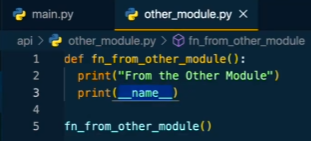 main.py other_module.py ×
api > other_module.py > fn_from_other_module
1 def fn_from_other_module():
2 print("From the Other Module")
3 print(__name__)
4
5 fn_from_other_module()